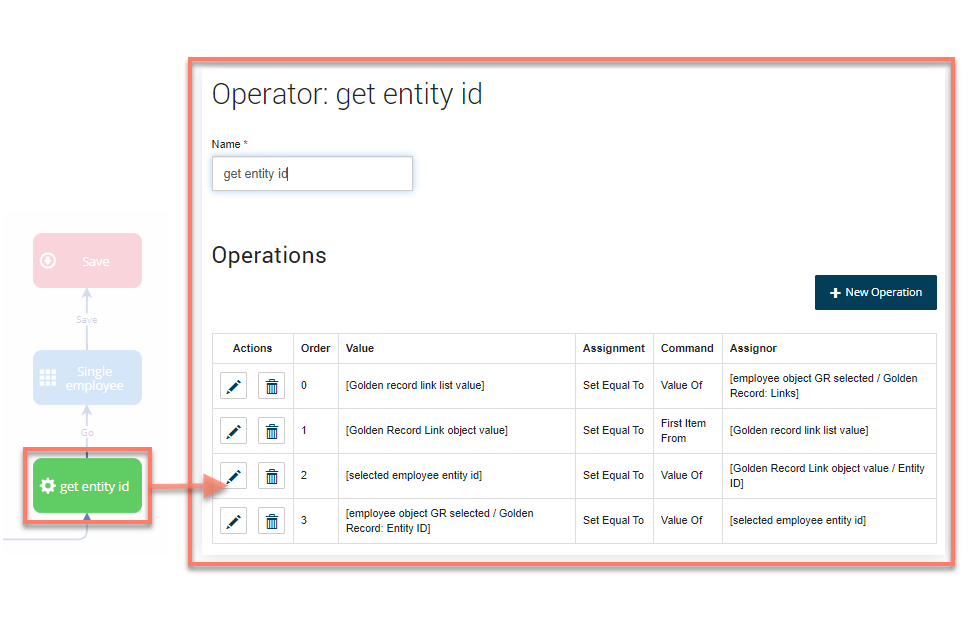 Operator: get entity id
Name *
get entity id
Operations
New Operation
Actions Order Value Assignment Command Assignor
0 [Golden record link list value] Set Equal To Value Of [employee object GR selected / Golden
Record: Links]
1 [Golden Record Link object value] Set Equal To First Item
From [Golden record link list value]
2 [selected employee entity id] Set Equal To Value Of [Golden Record Link object value / Entity
ID]
3 [employee object GR selected / Golden
Record: Entity ID] Set Equal To Value Of [selected employee entity id]
Save
Save
Single
employee
Go
get entity id